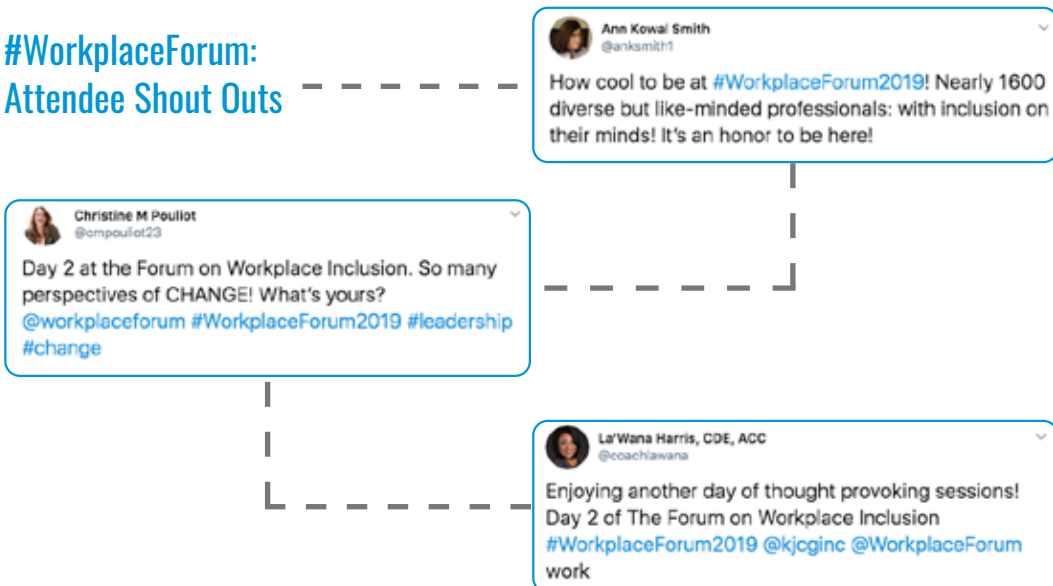 #WorkplaceForum:
Attendee Shout Outs
Ann Kowal Smith
@anksmith1
How cool to be at #WorkplaceForum2019! Nearly 1600
diverse but like-minded professionals: with inclusion on
their minds! It's an honor to be here!
Christine M Pouliot
@cmpouliot23
Day 2 at the Forum on Workplace Inclusion. So many
perspectives of CHANGE! What's yours?
@workplaceforum #WorkplaceForum2019 #leadership
#change
La'Wana Harris, CDE, ACC
@coachlawana
Enjoying another day of thought provoking sessions!
Day 2 of The Forum on Workplace Inclusion
#WorkplaceForum2019 @kjcginc @WorkplaceForum
work